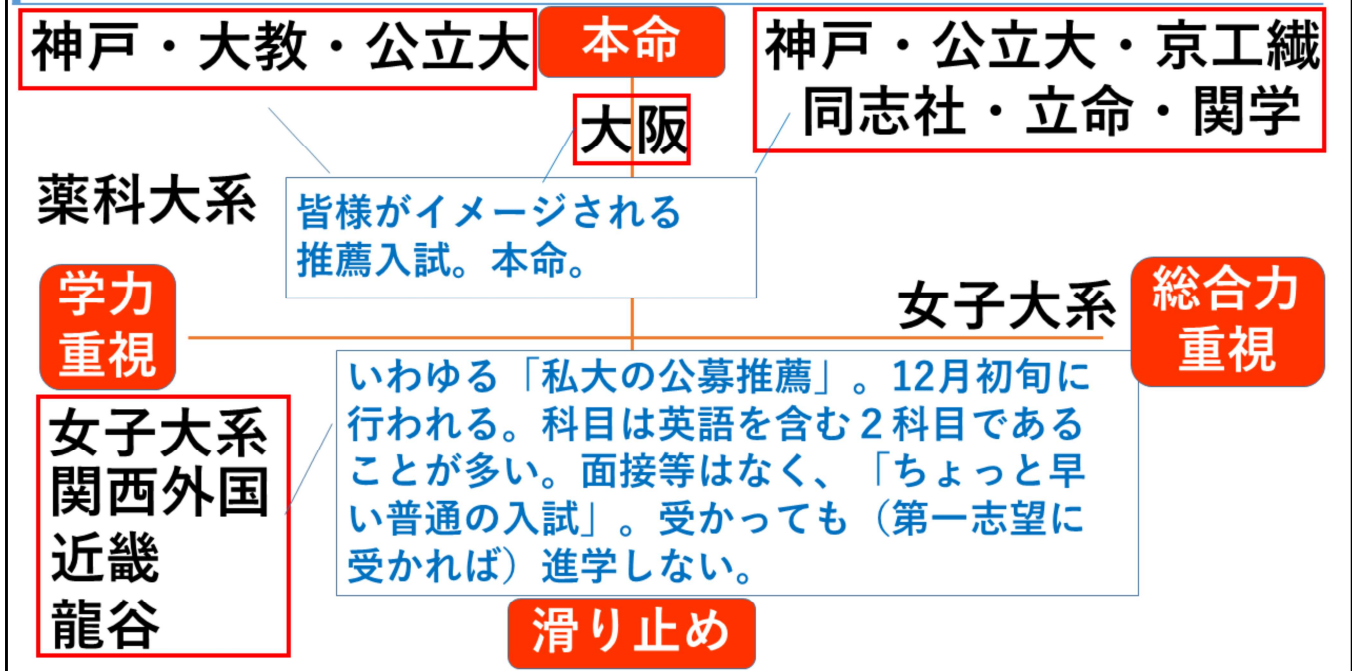 神戸・大教・公立大
本命
神戸・公立大・京工繊
同志社・立命・関学
大阪
薬科大系
皆様がイメージされる
推薦入試。本命。
学力
重視
女子大系
総合力
重視
いわゆる「私大の公募推薦」。12月初旬に
行われる。科目は英語を含む２科目である
ことが多い。面接等はなく、「ちょっと早
い普通の入試」。受かっても（第一志望に
受かれば）進学しない。
女子大系
関西外国
近畿
龍谷
滑り止め